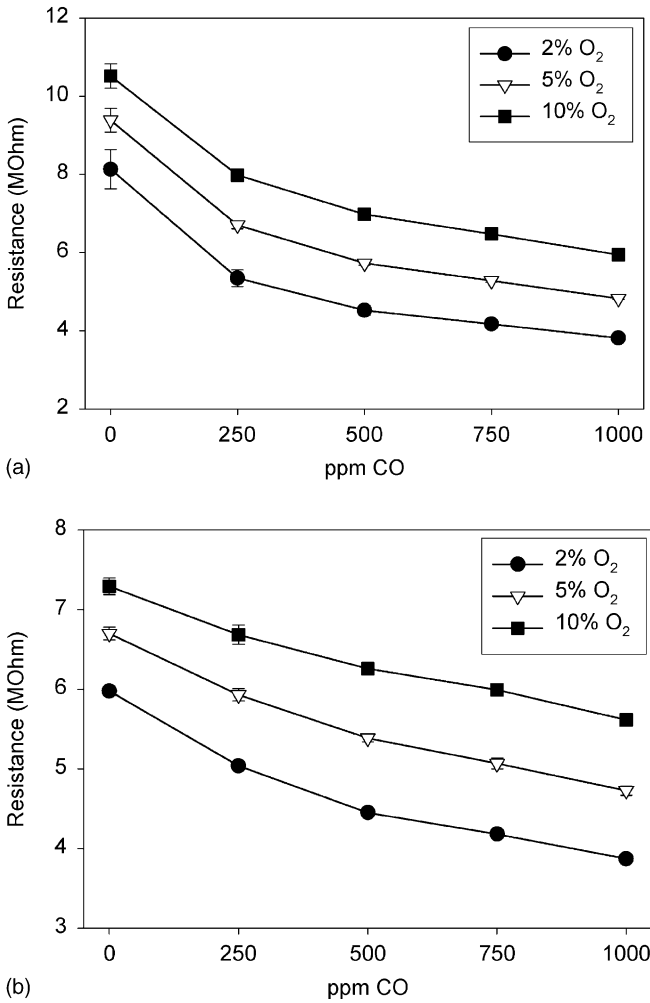 12
10
8
6
4
2
Resistance (MOhm)
2% O₂
5% O₂
10% O₂
0 250 500 750 1000
ppm CO
(a)
8
7
6
5
4
3
Resistance (MOhm)
2% O₂
5% O₂
10% O₂
0 250 500 750 1000
ppm CO
(b)